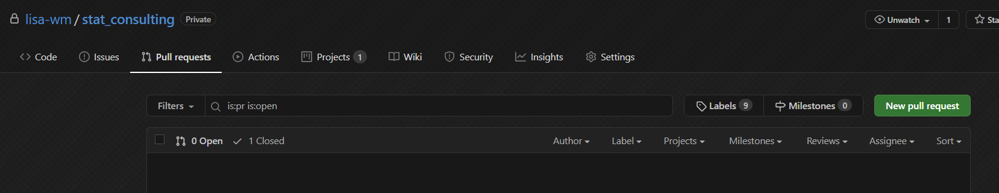 lisa-wm / stat_consulting Private Unwatch 1 Sta
Code Issues Pull requests Actions Projects 1 Wiki Security Insights Settings
Filters is:pr is:open Labels 9 Milestones 0 New pull request
0 Open 1 Closed Author Label Projects Milestones Reviews Assignee Sort